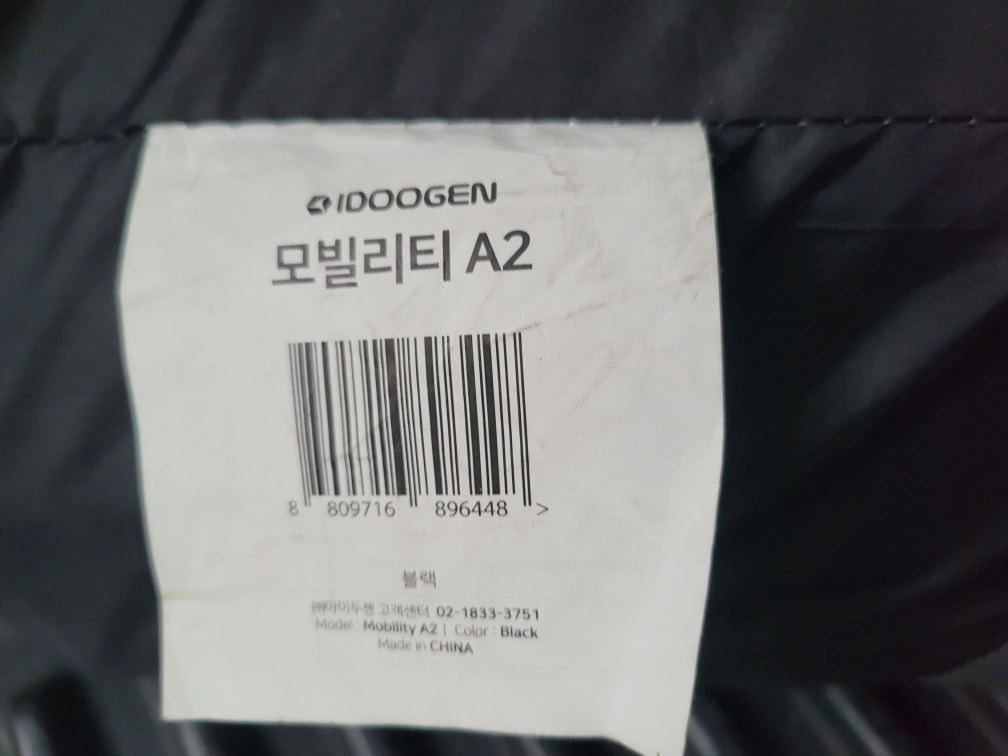 IDOOGEN
모빌리티 A2
8 809716 896448 >
블랙
㈜아이두젠 고객센터 02-1833-3751
Model : Mobility A2 | Color : Black
Made in CHINA